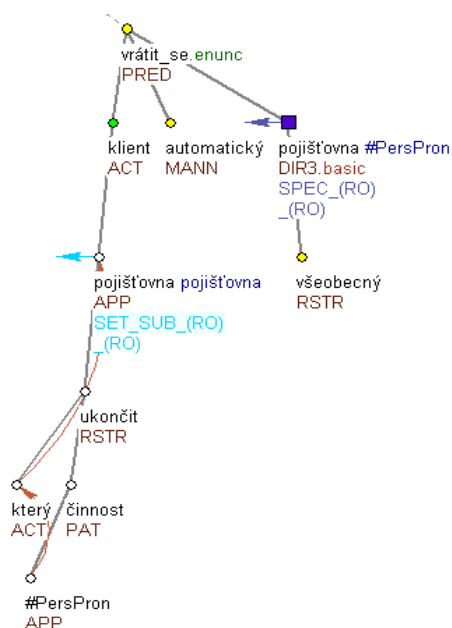 vrátit_se.enunc
PRED
klient
ACT
automatický
MANN
pojišťovna #PersPron
DIR3.basic
SPEC_(RO)
_(RO)
pojišťovna pojišťovna
APP
SET_SUB_(RO)
_(RO)
všeobecný
RSTR
ukončit
RSTR
který
ACT
činnost
PAT
#PersPron
APP